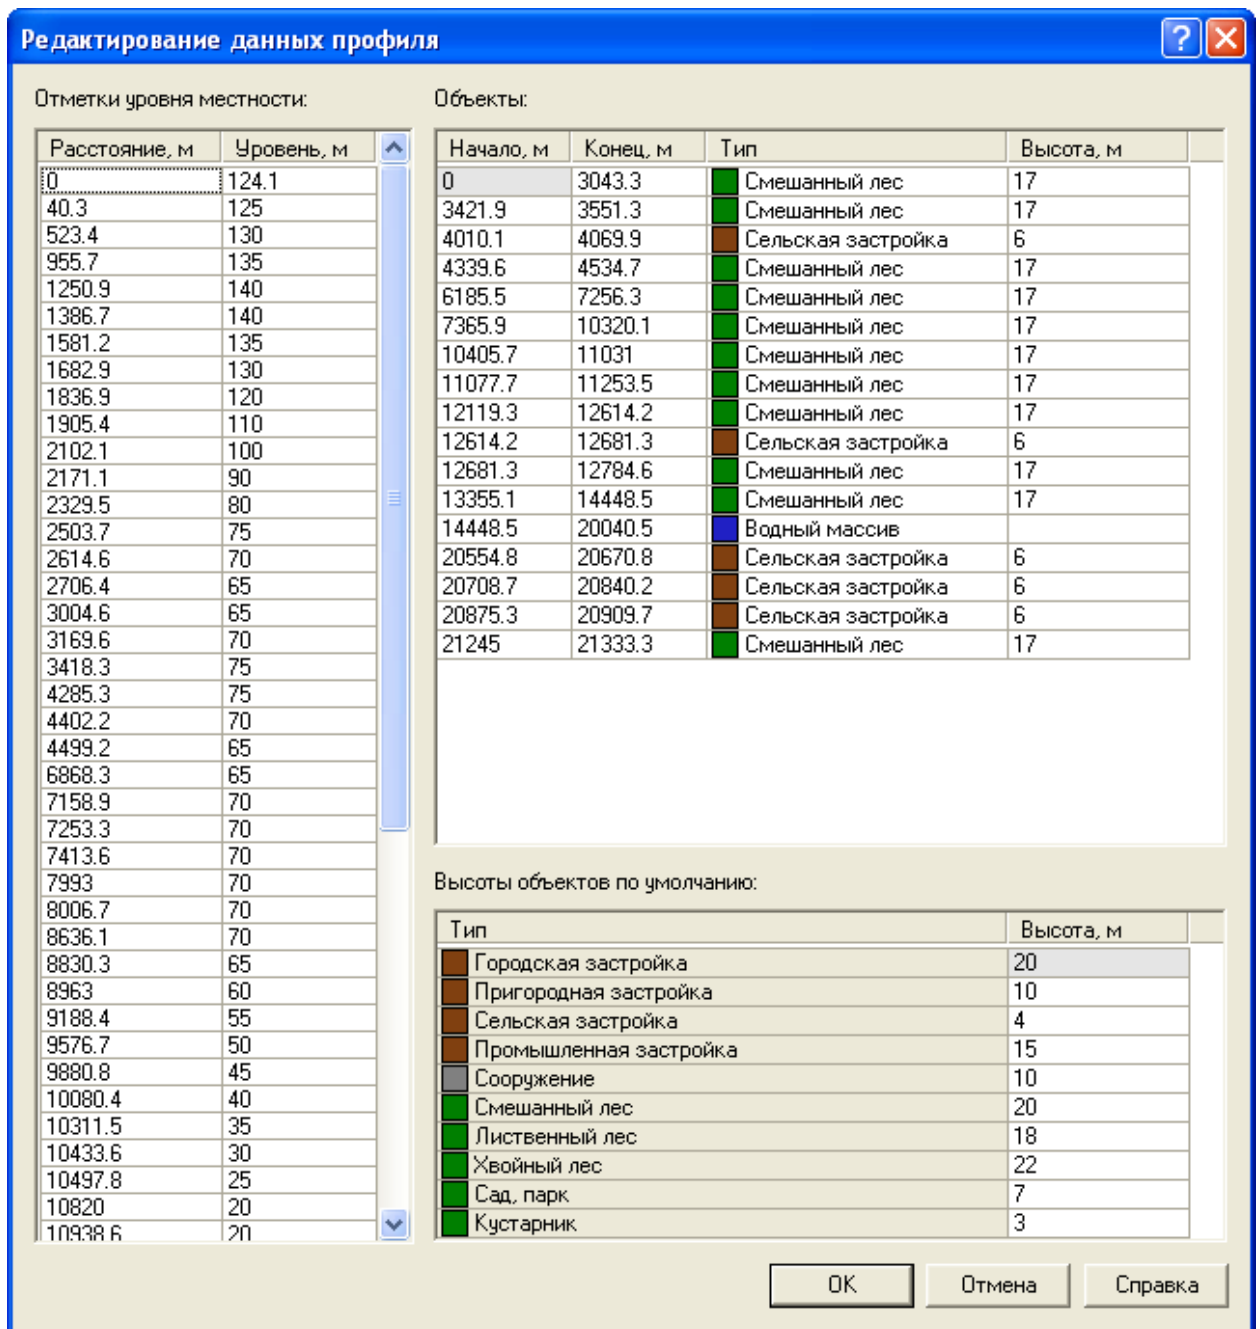 Редактирование данных профиля
Отметки уровня местности:
Расстояние, м Уровень, м
0 124.1
40.3 125
523.4 130
955.7 135
1250.9 140
1386.7 140
1581.2 135
1682.9 130
1836.9 120
1905.4 110
2102.1 100
2171.1 90
2329.5 80
2503.7 75
2614.6 70
2706.4 65
3004.6 65
3169.6 70
3418.3 75
4285.3 75
4402.2 70
4499.2 65
6868.3 65
7158.9 70
7253.3 70
7413.6 70
7993 70
8006.7 70
8636.1 70
8830.3 65
8963 60
9188.4 55
9576.7 50
9880.8 45
10080.4 40
10311.5 35
10433.6 30
10497.8 25
10820 20
10938.6 20
Объекты:
Начало, м Конец, м Тип Высота, м
0 3043.3 Смешанный лес 17
3421.9 3551.3 Смешанный лес 17
4010.1 4069.9 Сельская застройка 6
4339.6 4534.7 Смешанный лес 17
6185.5 7256.3 Смешанный лес 17
7365.9 10320.1 Смешанный лес 17
10405.7 11031 Смешанный лес 17
11077.7 11253.5 Смешанный лес 17
12119.3 12614.2 Смешанный лес 17
12614.2 12681.3 Сельская застройка 6
12681.3 12784.6 Смешанный лес 17
13355.1 14448.5 Смешанный лес 17
14448.5 20040.5 Водный массив
20554.8 20670.8 Сельская застройка 6
20708.7 20840.2 Сельская застройка 6
20875.3 20909.7 Сельская застройка 6
21245 21333.3 Смешанный лес 17
Высоты объектов по умолчанию:
Тип Высота, м
Городская застройка 20
Пригородная застройка 10
Сельская застройка 4
Промышленная застройка 15
Сооружение 10
Смешанный лес 20
Лиственный лес 18
Хвойный лес 22
Сад, парк 7
Кустарник 3
OK Отмена Справка